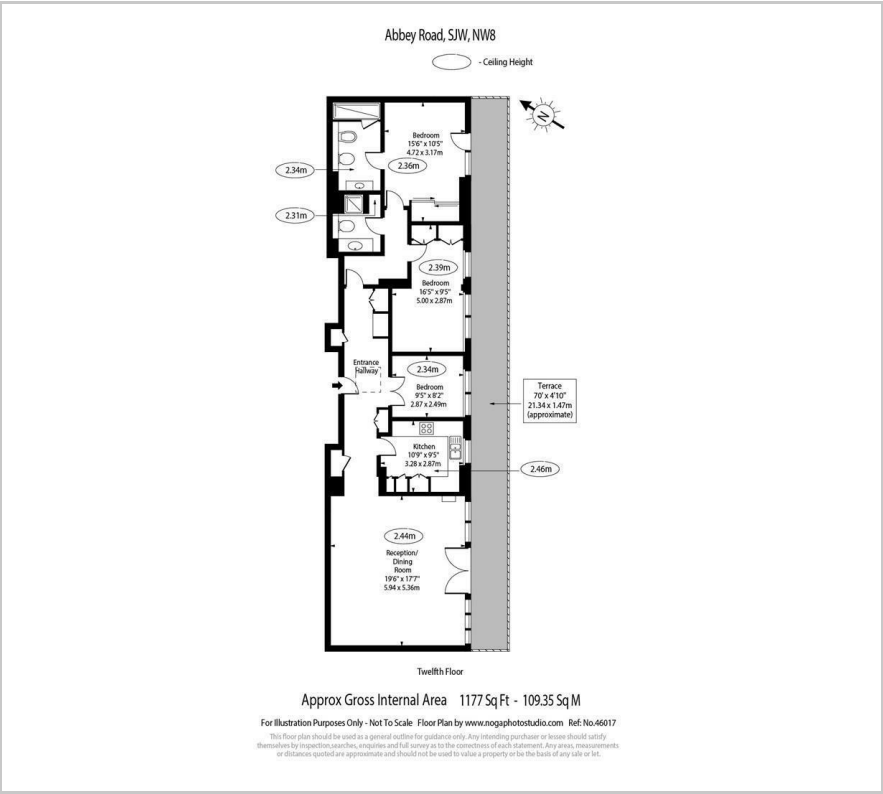 Abbey Road, SJW, NW8
- Ceiling Height
N
Bedroom
15'6" x 10'5"
4.72 x 3.17m
2.36m
2.34m
2.31m
2.39m
Bedroom
16'5" x 9'5"
5.00 x 2.87m
Entrance
Hallway
2.34m
Bedroom
9'5" x 8'2"
2.87 x 2.49m
Terrace
70' x 4'10"
21.34 x 1.47m
(approximate)
Kitchen
10'9" x 9'5"
3.28 x 2.87m
2.46m
2.44m
Reception/
Dining
Room
19'6" x 17'7"
5.94 x 5.36m
Twelfth Floor
Approx Gross Internal Area 1177 Sq Ft - 109.35 Sq M
For Illustration Purposes Only - Not To Scale Floor Plan by www.nogaphotostudio.com Ref: No.46017
This floor plan should be used as a general outline for guidance only. Any intending purchaser or lessee should satisfy
themselves by inspection,searches, enquiries and full survey as to the correctness of each statement. Any areas, measurements
or distances quoted are approximate and should not be used to value a property or be the basis of any sale or let.